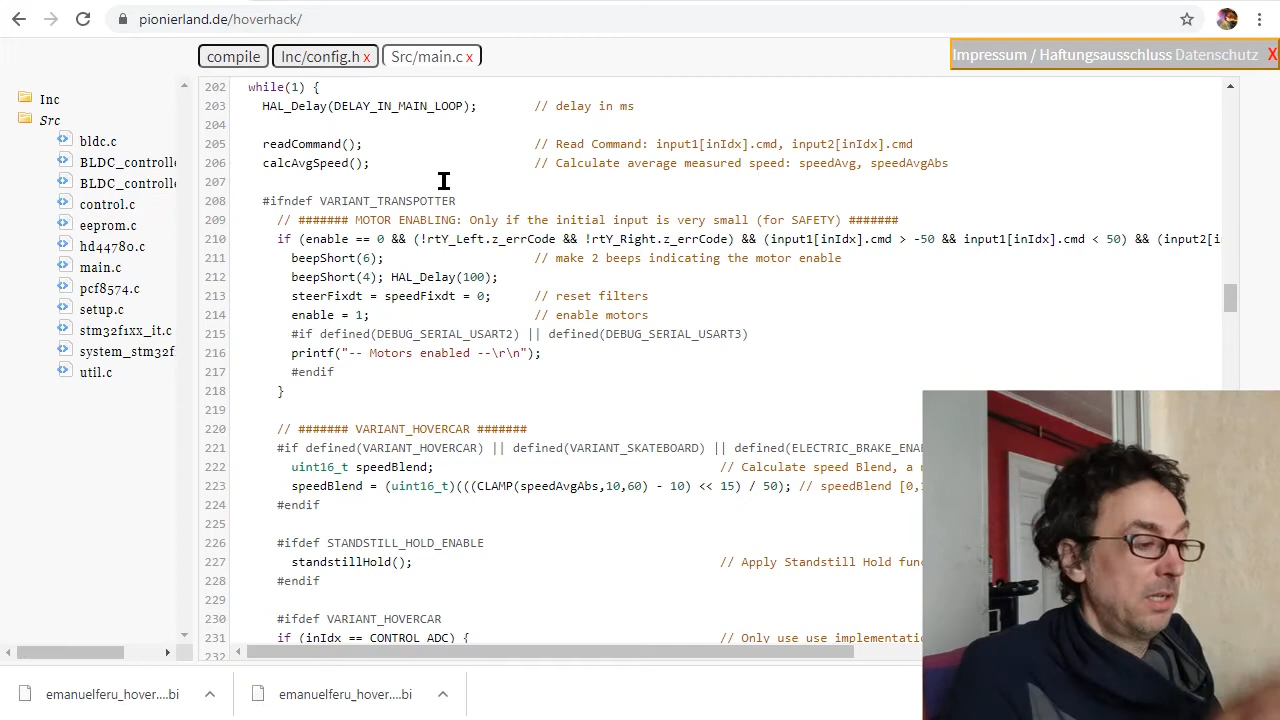 pionierland.de/hoverhack/
compile
Inc/config.h x
Src/main.c x
Impressum / Haftungsausschluss Datenschutz X
Inc
Src
bldc.c
BLDC_controlle
BLDC_controlle
control.c
eeprom.c
hd44780.c
main.c
pcf8574.c
setup.c
stm32f1xx_it.c
system_stm32f
util.c
202 while(1) {
203 HAL_Delay(DELAY_IN_MAIN_LOOP); // delay in ms
204
205 readCommand(); // Read Command: input1[inIdx].cmd, input2[inIdx].cmd
206 calcAvgSpeed(); // Calculate average measured speed: speedAvg, speedAvgAbs
207
208 #ifndef VARIANT_TRANSPOTTER
209 // ####### MOTOR ENABLING: Only if the initial input is very small (for SAFETY) #######
210 if (enable == 0 && (!rtY_Left.z_errCode && !rtY_Right.z_errCode) && (input1[inIdx].cmd > -50 && input1[inIdx].cmd < 50) && (input2[i
211 beepShort(6); // make 2 beeps indicating the motor enable
212 beepShort(4); HAL_Delay(100);
213 steerFixdt = speedFixdt = 0; // reset filters
214 enable = 1; // enable motors
215 #if defined(DEBUG_SERIAL_USART2) || defined(DEBUG_SERIAL_USART3)
216 printf("-- Motors enabled --\r\n");
217 #endif
218 }
219
220 // ####### VARIANT_HOVERCAR #######
221 #if defined(VARIANT_HOVERCAR) || defined(VARIANT_SKATEBOARD) || defined(ELECTRIC_BRAKE_ENA
222 uint16_t speedBlend; // Calculate speed Blend, a
223 speedBlend = (uint16_t)(((CLAMP(speedAvgAbs,10,60) - 10) << 15) / 50); // speedBlend [0,
224 #endif
225
226 #ifdef STANDSTILL_HOLD_ENABLE
227 standstillHold(); // Apply Standstill Hold func
228 #endif
229
230 #ifdef VARIANT_HOVERCAR
231 if (inIdx == CONTROL_ADC) { // Only use use implementati
232
emanuelferu_hover....bi
emanuelferu_hover....bi